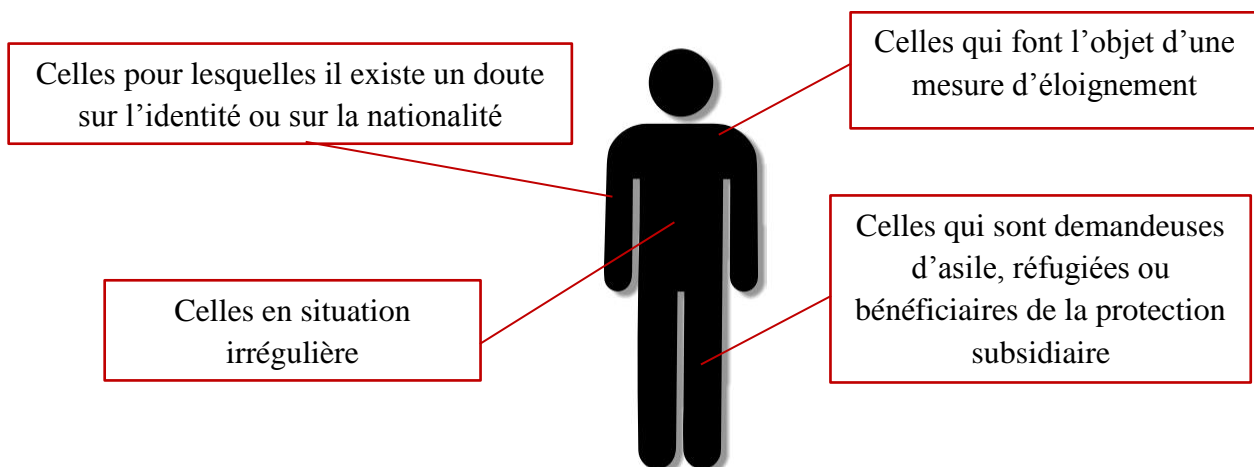 Celles pour lesquelles il existe un doute
sur l’identité ou sur la nationalité
Celles qui font l’objet d’une
mesure d’éloignement
Celles en situation
irrégulière
Celles qui sont demandeuses
d’asile, réfugiées ou
bénéficiaires de la protection
subsidiaire